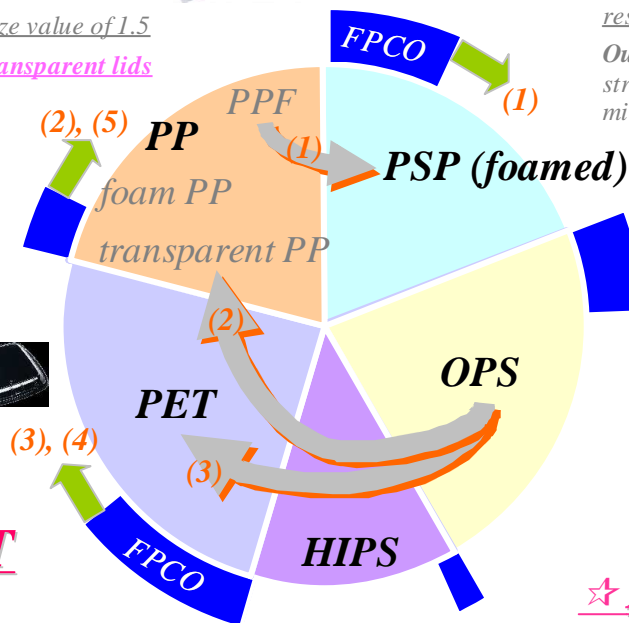 ze value of 1.5
ansparent lids
FPCO
(1)
res
Ou
str
mi
(2), (5)
PP
PPF
(1)
PSP (foamed)
foam PP
transparent PP
(2)
OPS
PET
(3), (4)
(3)
T
FPCO
HIPS
☆